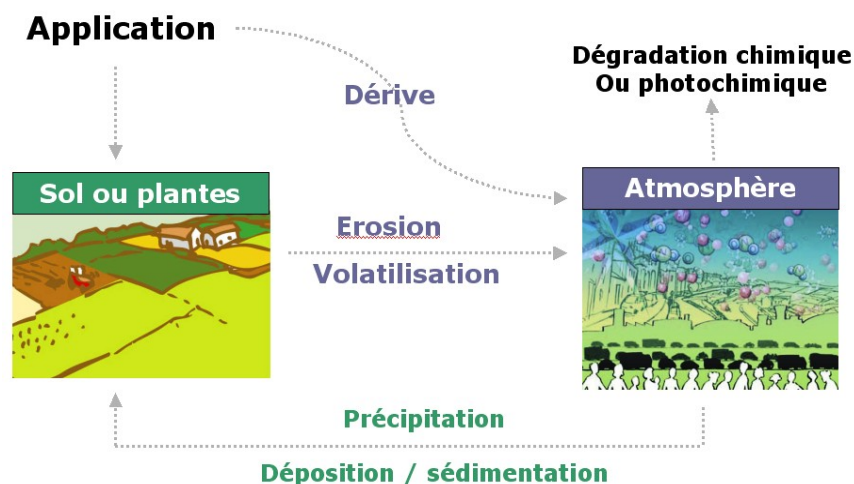 Application
Dégradation chimique
Ou photochimique
Dérive
Sol ou plantes
Atmosphère
Erosion
Volatilisation
Précipitation
Déposition / sédimentation